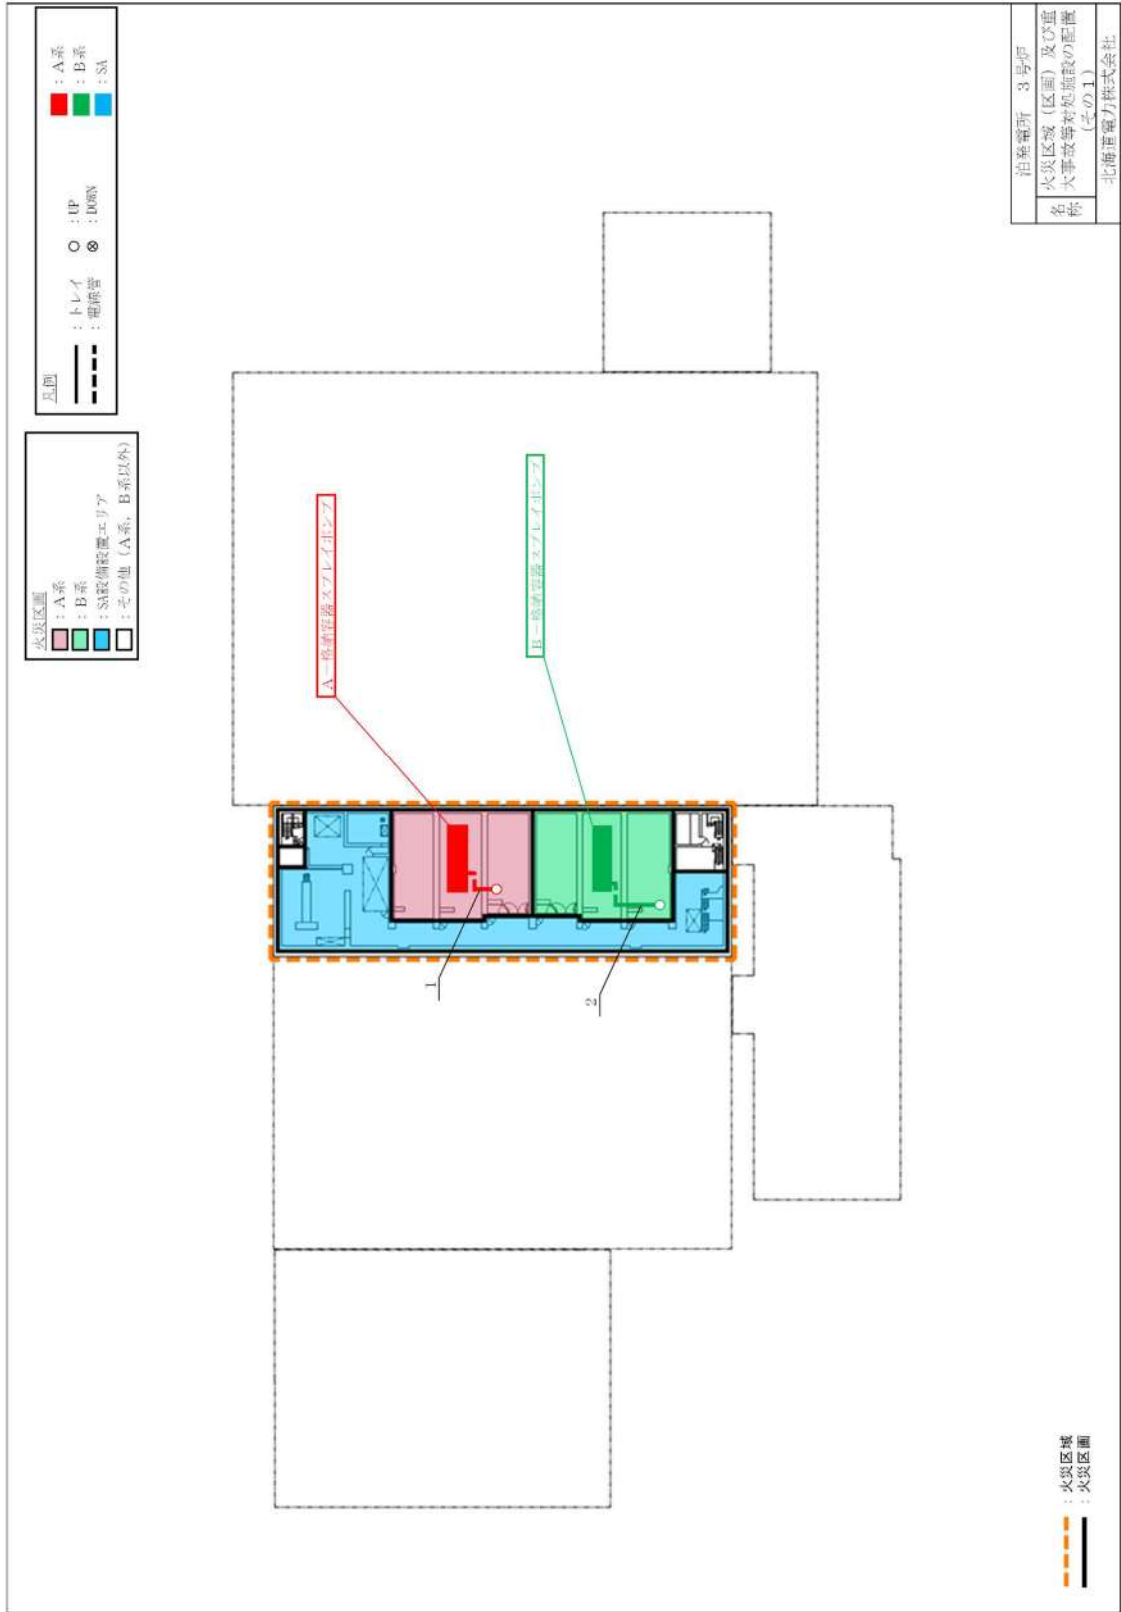 火災区画
：A系
：B系
：SA設備設置エリア
：その他（A系，B系以外）
凡例
：トレイ
：電線管
：UP
：DOWN
：A系
：B系
：SA
A－格納容器スプレイポンプ
B－格納容器スプレイポンプ
1
2
：火災区域
：火災区画
泊発電所　3号炉
名称
火災区域（区画）及び重
大事故等対処施設の配置
（その1）
北海道電力株式会社